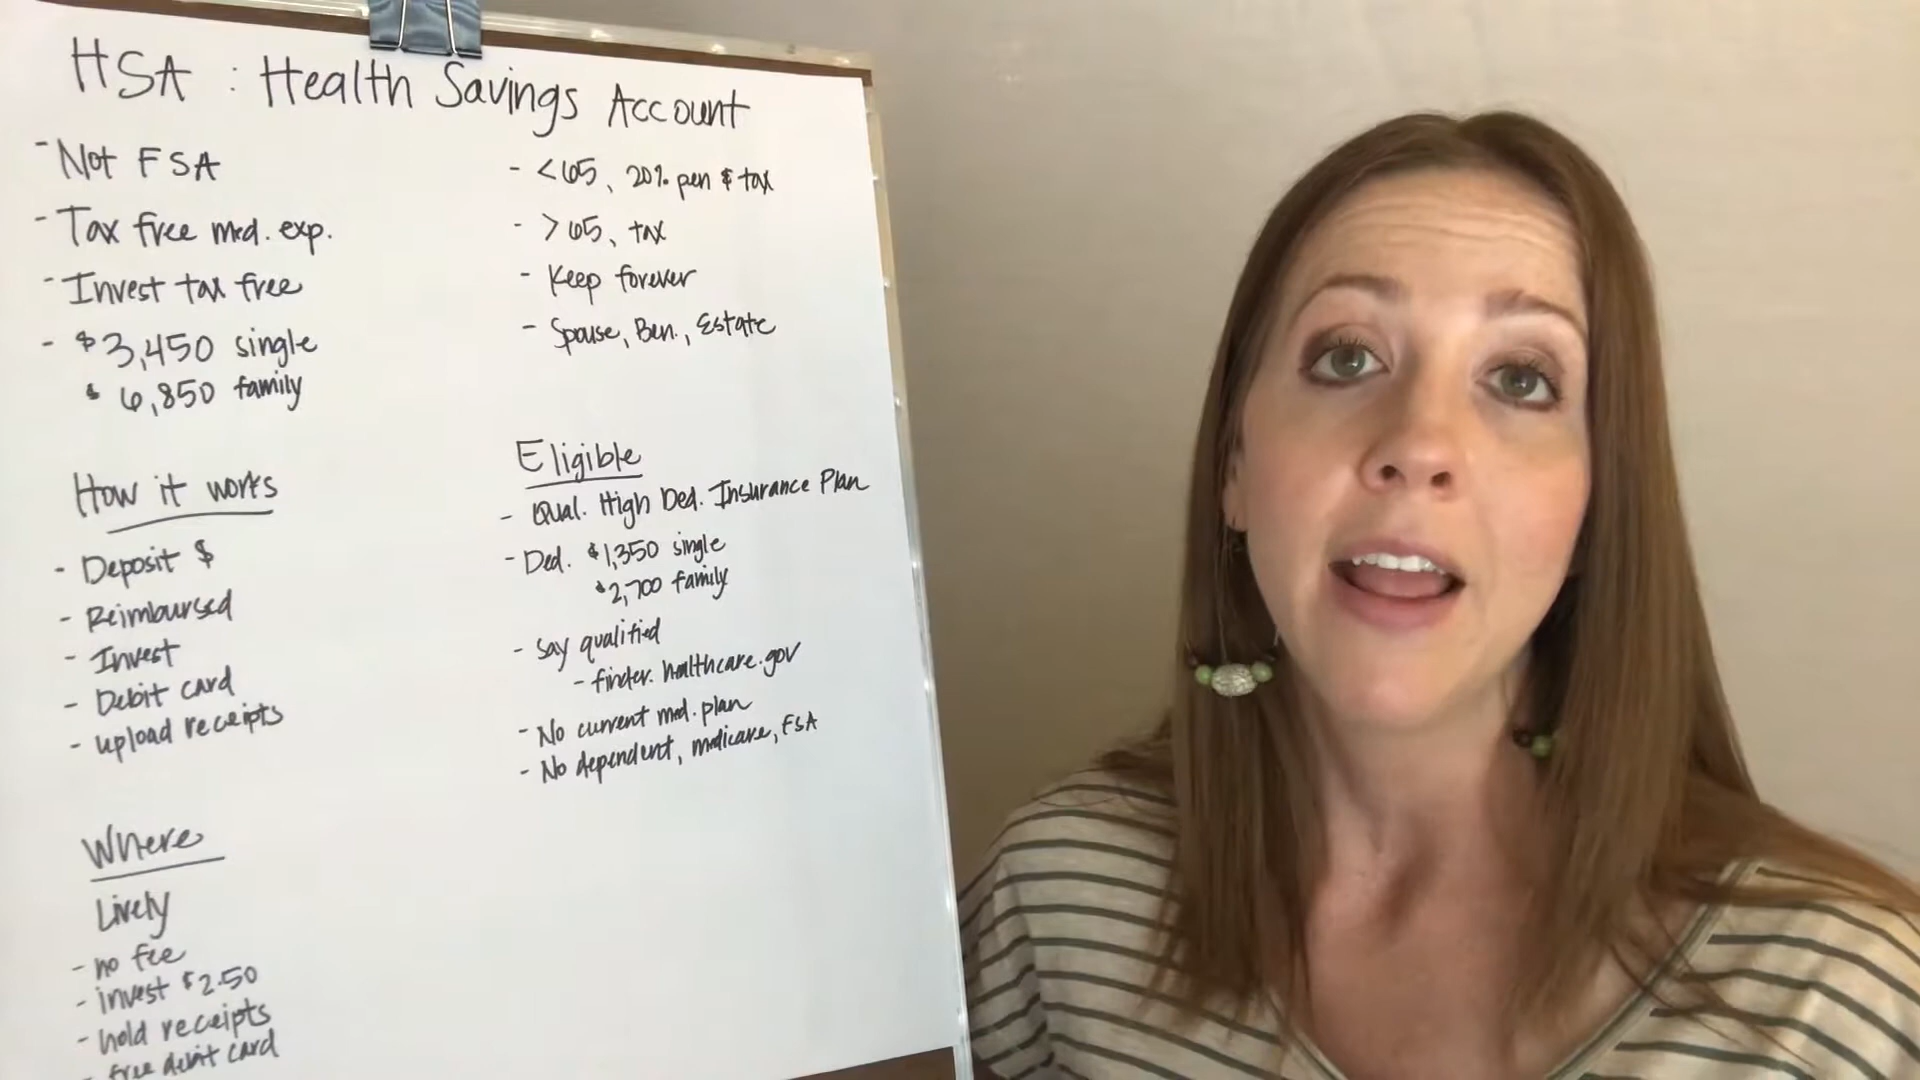 HSA : Health Savings Account
- Not FSA
- Tax free med. exp.
- Invest tax free
- $3,450 single
$6,850 family
- <65, 20% pen & tax
- >65, tax
- Keep forever
- Spouse, Ben., Estate
How it works
- Deposit $
- Reimbursed
- Invest
- Debit card
- upload receipts
Eligible
- Qual. High Ded. Insurance Plan
- Ded. $1,350 single
$2,700 family
- say qualified
- finder.healthcare.gov
- No current med. plan
- No dependent, medicare, FSA
Where
Lively
- no fee
- invest $2.50
- hold receipts
- free debit card